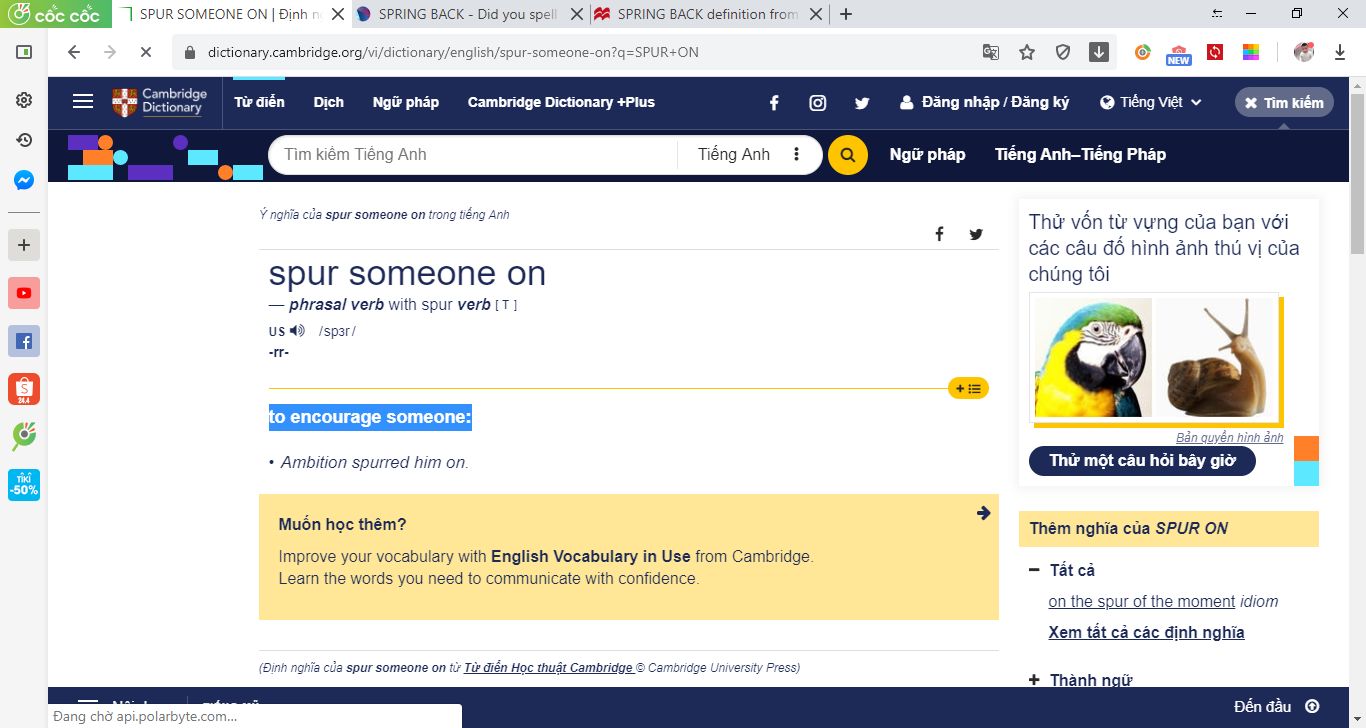 cốc cốc
SPUR SOMEONE ON | Định n
SPRING BACK - Did you spell
SPRING BACK definition from
dictionary.cambridge.org/vi/dictionary/english/spur-someone-on?q=SPUR+ON
NEW
Cambridge
Dictionary
Từ điển
Dịch
Ngữ pháp
Cambridge Dictionary +Plus
Đăng nhập / Đăng ký
Tiếng Việt
Tìm kiếm
Tìm kiếm Tiếng Anh
Tiếng Anh
Ngữ pháp
Tiếng Anh–Tiếng Pháp
Ý nghĩa của spur someone on trong tiếng Anh
spur someone on
— phrasal verb with spur verb [ T ]
US /spɜr/
-rr-
to encourage someone:
• Ambition spurred him on.
Muốn học thêm?
Improve your vocabulary with English Vocabulary in Use from Cambridge.
Learn the words you need to communicate with confidence.
(Định nghĩa của spur someone on từ Từ điển Học thuật Cambridge © Cambridge University Press)
Thử vốn từ vựng của bạn với
các câu đố hình ảnh thú vị của
chúng tôi
Bản quyền hình ảnh
Thử một câu hỏi bây giờ
Thêm nghĩa của SPUR ON
Tất cả
on the spur of the moment idiom
Xem tất cả các định nghĩa
Thành ngữ
Đến đầu
S
24.4
TIKI
-50%
Đang chờ api.polarbyte.com...